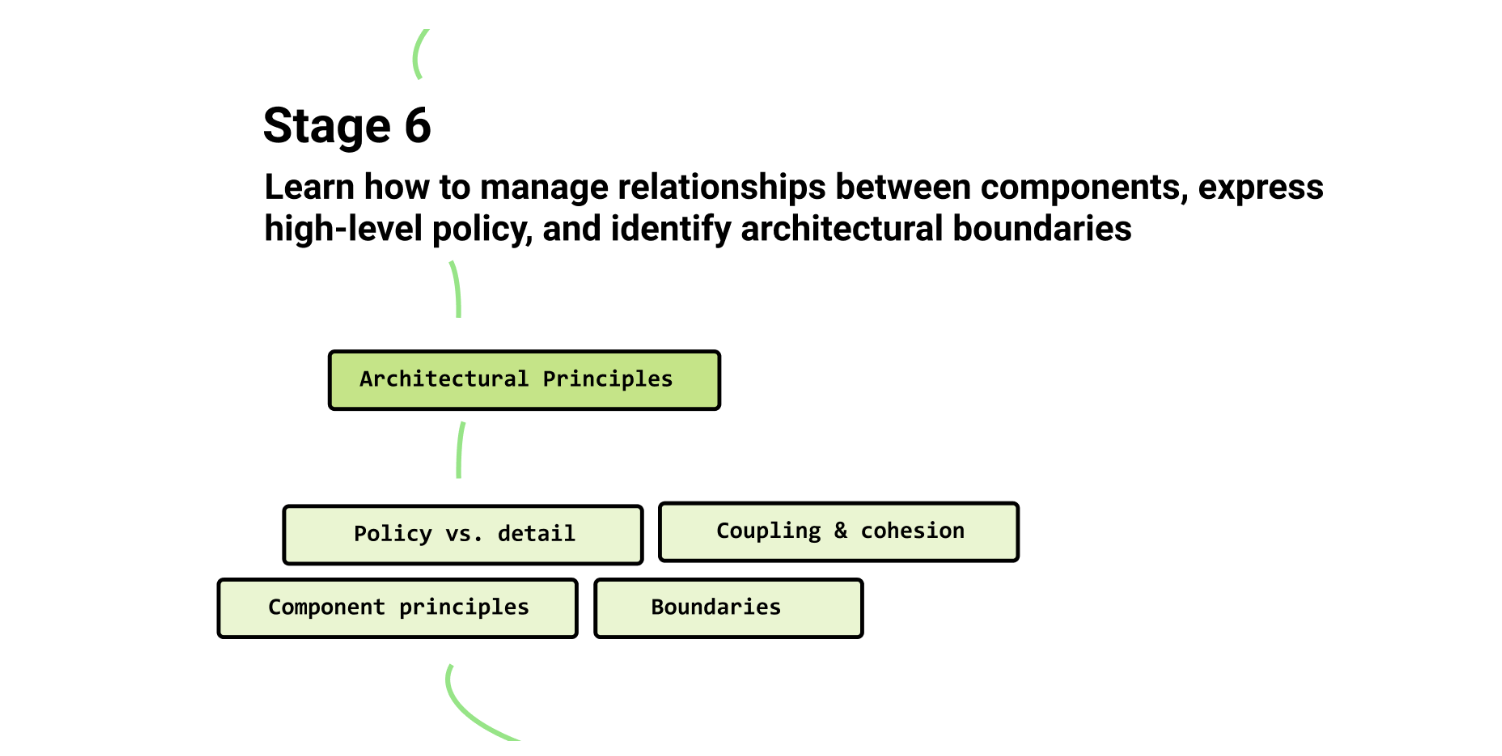 Stage 6
Learn how to manage relationships between components, express
high-level policy, and identify architectural boundaries
Architectural Principles
Policy vs. detail
Coupling & cohesion
Component principles
Boundaries